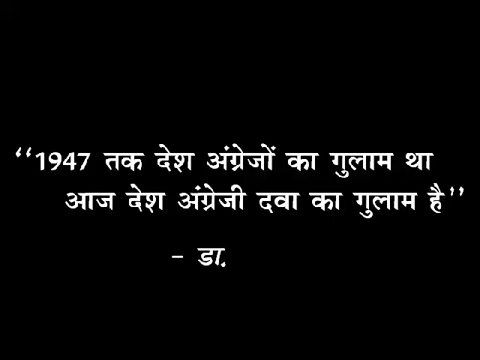 “1947 तक देश अंग्रेजों का गुलाम था
आज देश अंग्रेजी दवा का गुलाम है”
- डा.